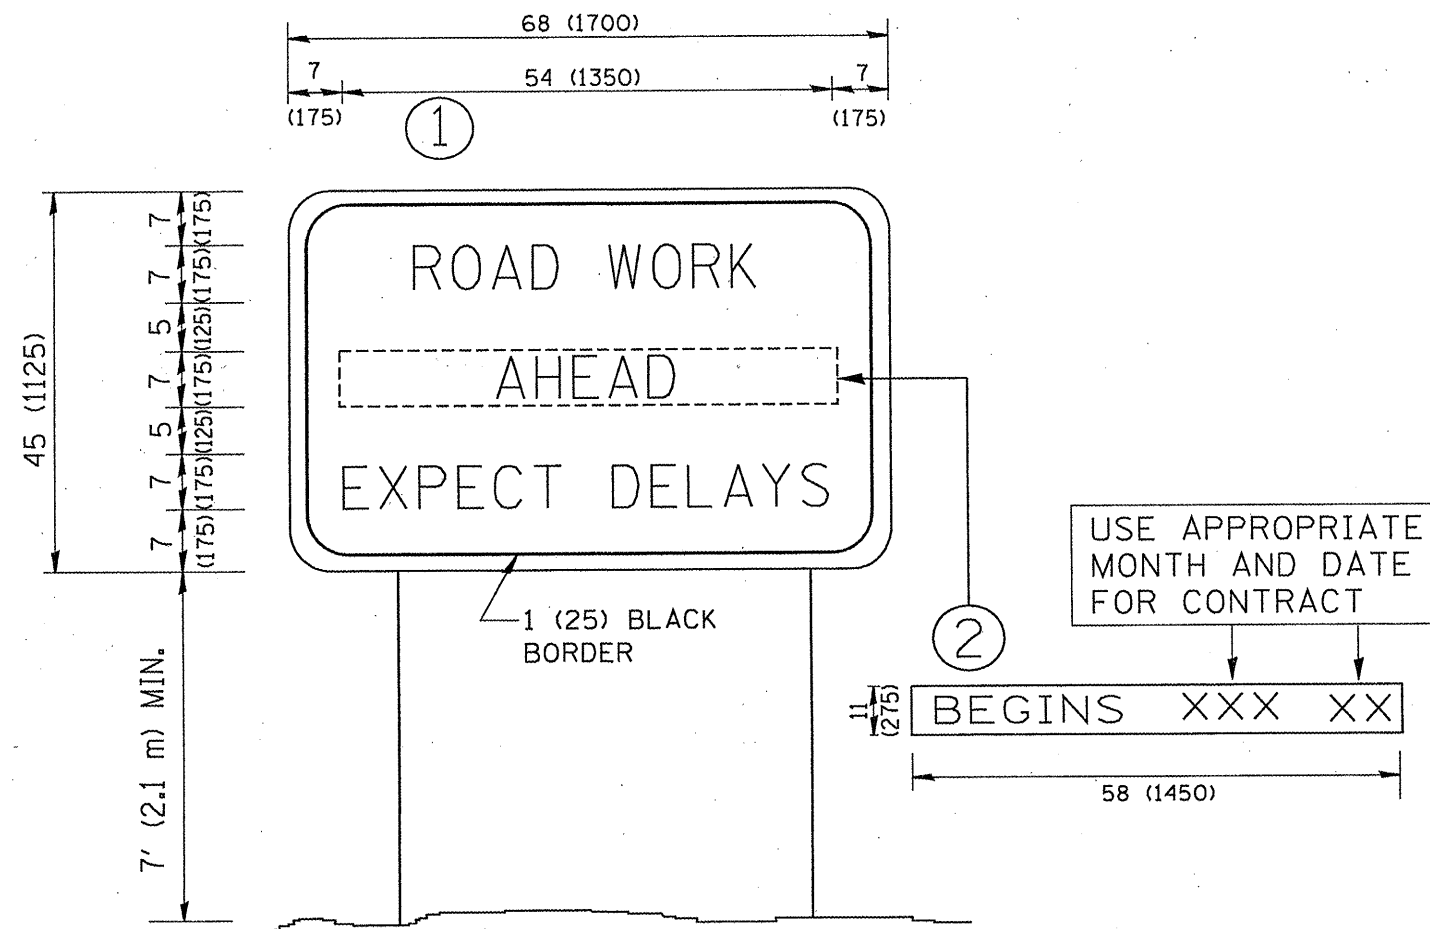 68 (1700)
7
54 (1350)
7
(175)
(175)
1
45 (1125)
7 (175)
7 (175)
5 (125)
7 (175)
5 (125)
7 (175)
7 (175)
ROAD WORK
AHEAD
EXPECT DELAYS
1 (25) BLACK
BORDER
7' (2.1 m) MIN.
USE APPROPRIATE
MONTH AND DATE
FOR CONTRACT
2
11
(275)
BEGINS XXX XX
58 (1450)